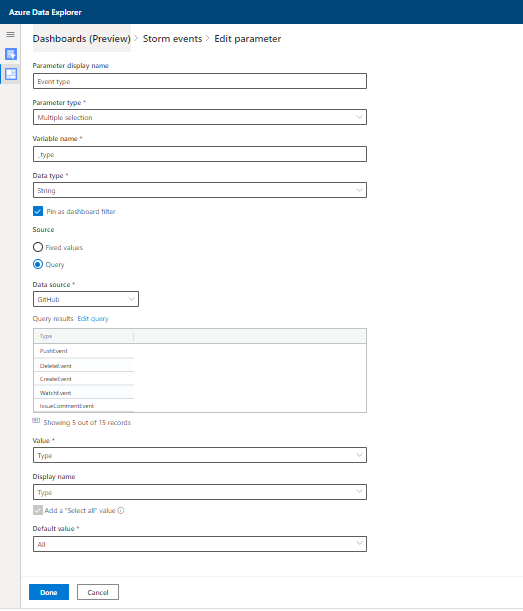 Azure Data Explorer
Dashboards (Preview) > Storm events > Edit parameter
Parameter display name
Event type
Parameter type *
Multiple selection
Variable name *
_type
Data type *
String
Pin as dashboard filter
Source
Fixed values
Query
Data source *
GitHub
Query results Edit query
Type
PushEvent
DeleteEvent
CreateEvent
WatchEvent
IssueCommentEvent
Showing 5 out of 15 records
Value *
Type
Display name
Type
Add a "Select all" value
Default value *
All
Done Cancel